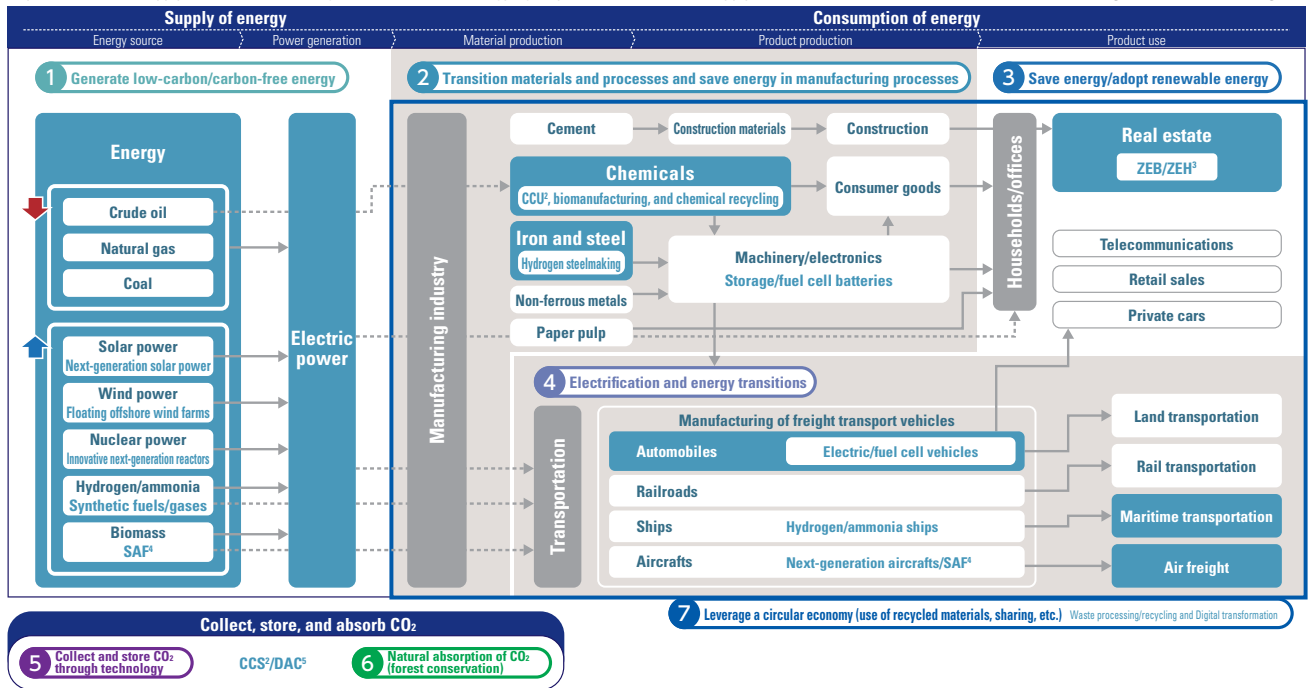 Supply of energy
Consumption of energy
Energy source
Power generation
Material production
Product production
Product use
1 Generate low-carbon/carbon-free energy
2 Transition materials and processes and save energy in manufacturing processes
3 Save energy/adopt renewable energy
Energy
Crude oil
Natural gas
Coal
Solar power
Next-generation solar power
Wind power
Floating offshore wind farms
Nuclear power
Innovative next-generation reactors
Hydrogen/ammonia
Synthetic fuels/gases
Biomass
SAF⁴
Electric
power
Manufacturing industry
Cement
Construction materials
Construction
Chemicals
CCU², biomanufacturing, and chemical recycling
Consumer goods
Iron and steel
Hydrogen steelmaking
Machinery/electronics
Storage/fuel cell batteries
Non-ferrous metals
Paper pulp
Households/offices
Real estate
ZEB/ZEH³
Telecommunications
Retail sales
Private cars
4 Electrification and energy transitions
Transportation
Manufacturing of freight transport vehicles
Automobiles
Electric/fuel cell vehicles
Railroads
Ships
Hydrogen/ammonia ships
Aircrafts
Next-generation aircrafts/SAF⁴
Land transportation
Rail transportation
Maritime transportation
Air freight
7 Leverage a circular economy (use of recycled materials, sharing, etc.) Waste processing/recycling and Digital transformation
Collect, store, and absorb CO₂
5 Collect and store CO₂
through technology
CCS²/DAC⁵
6 Natural absorption of CO₂
(forest conservation)